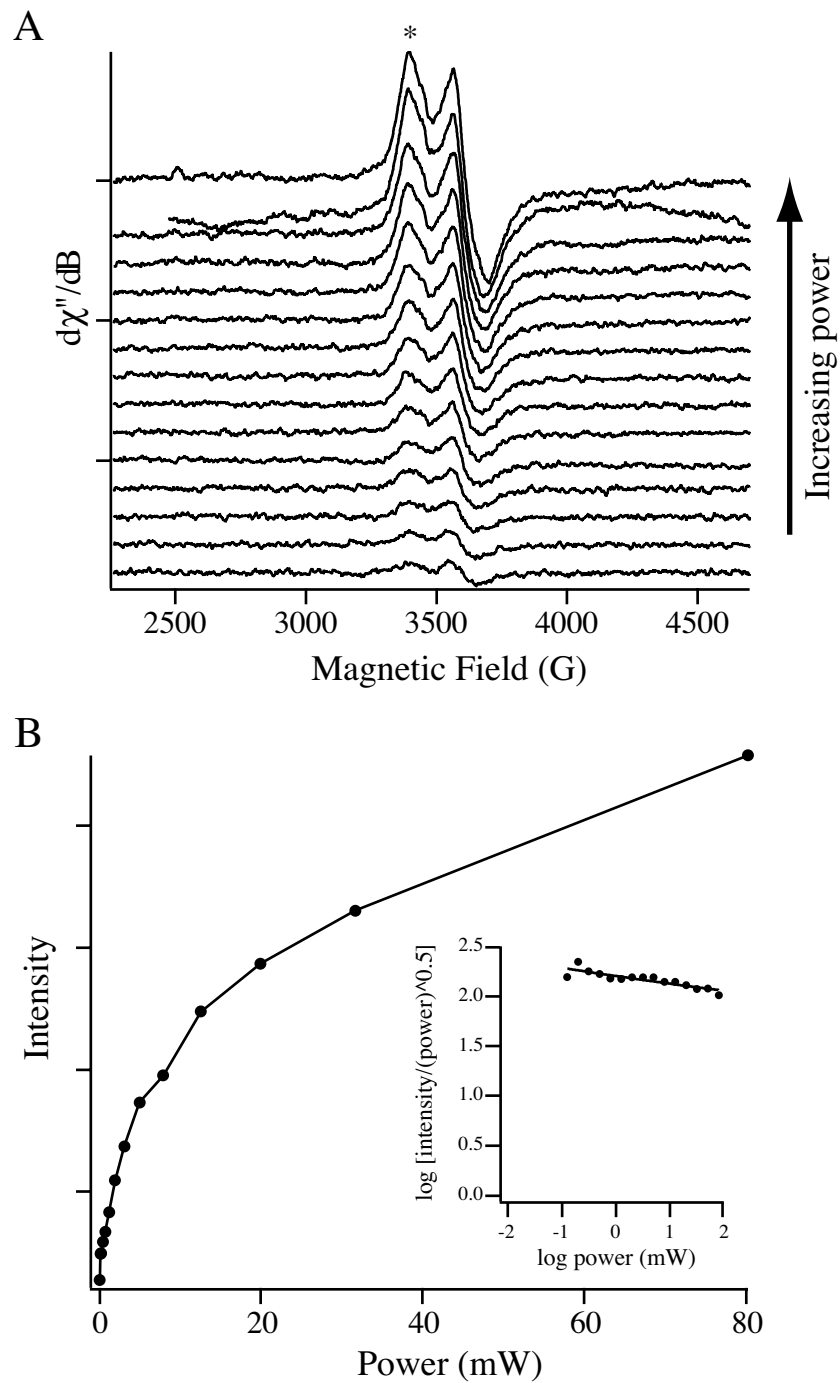 A
*
dχ"/dB
Increasing power
2500 3000 3500 4000 4500
Magnetic Field (G)
B
Intensity
log [intensity/(power)^0.5]
2.5
2.0
1.5
1.0
0.5
0.0
-2 -1 0 1 2
log power (mW)
0 20 40 60 80
Power (mW)